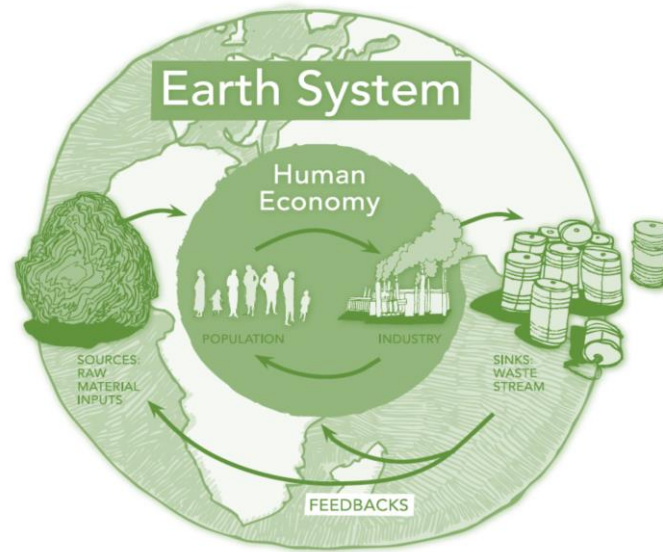 Earth System
Human
Economy
POPULATION
INDUSTRY
SOURCES:
RAW
MATERIAL
INPUTS
SINKS:
WASTE
STREAM
FEEDBACKS